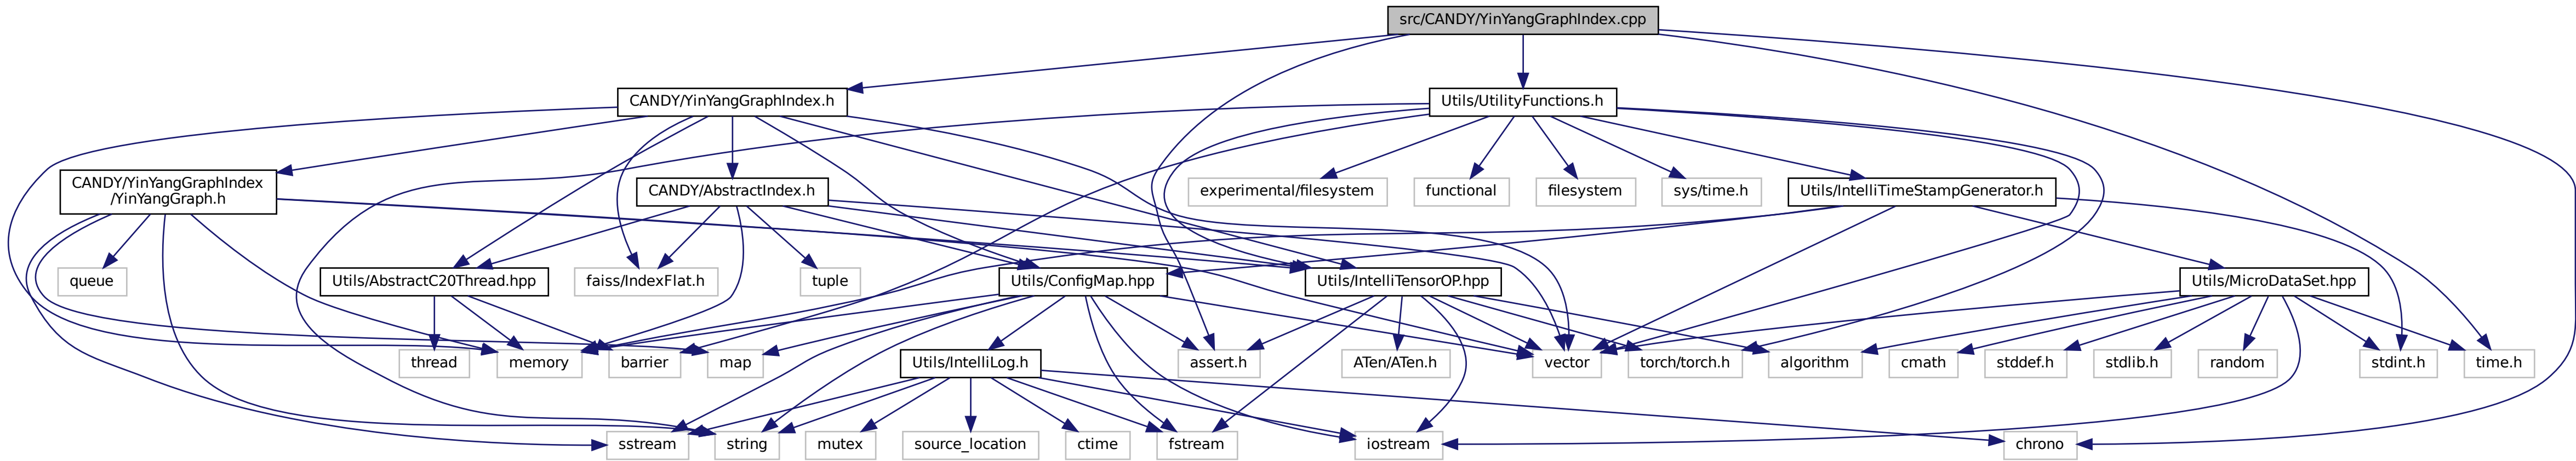 src/CANDY/YinYangGraphIndex.cpp
CANDY/YinYangGraphIndex.h
Utils/UtilityFunctions.h
CANDY/YinYangGraphIndex
/YinYangGraph.h
CANDY/AbstractIndex.h
experimental/filesystem
functional
filesystem
sys/time.h
Utils/IntelliTimeStampGenerator.h
queue
Utils/AbstractC20Thread.hpp
faiss/IndexFlat.h
tuple
Utils/ConfigMap.hpp
Utils/IntelliTensorOP.hpp
Utils/MicroDataSet.hpp
thread
memory
barrier
map
Utils/IntelliLog.h
assert.h
ATen/ATen.h
vector
torch/torch.h
algorithm
cmath
stddef.h
stdlib.h
random
stdint.h
time.h
sstream
string
mutex
source_location
ctime
fstream
iostream
chrono